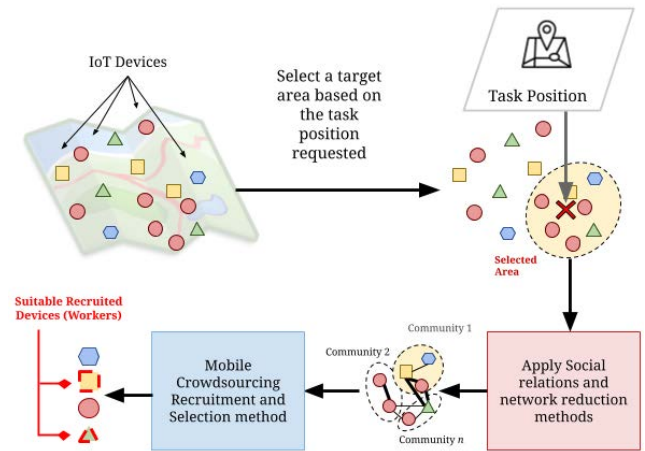 IoT Devices
Select a target
area based on
the task
position
requested
Task Position
Selected
Area
Suitable Recruited
Devices (Workers)
Mobile
Crowdsourcing
Recruitment and
Selection method
Community 1
Community 2
Community n
Apply Social
relations and
network reduction
methods